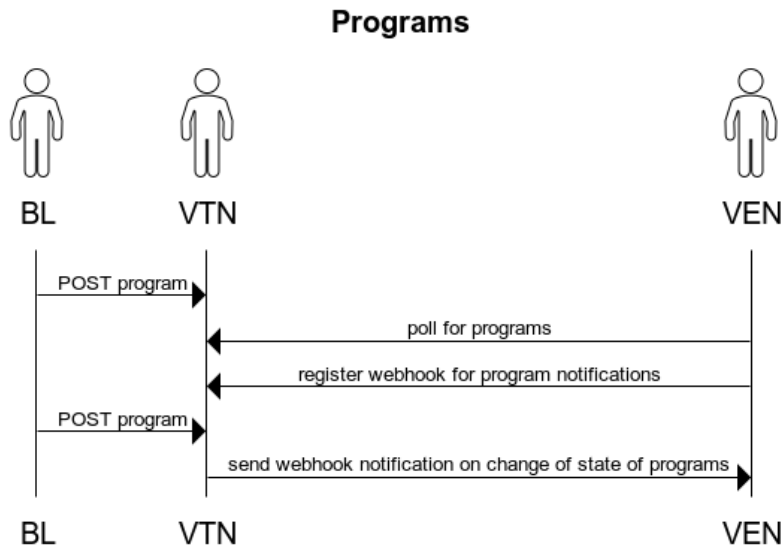 Programs
BL
VTN
VEN
POST program
poll for programs
register webhook for program notifications
POST program
send webhook notification on change of state of programs
BL
VTN
VEN